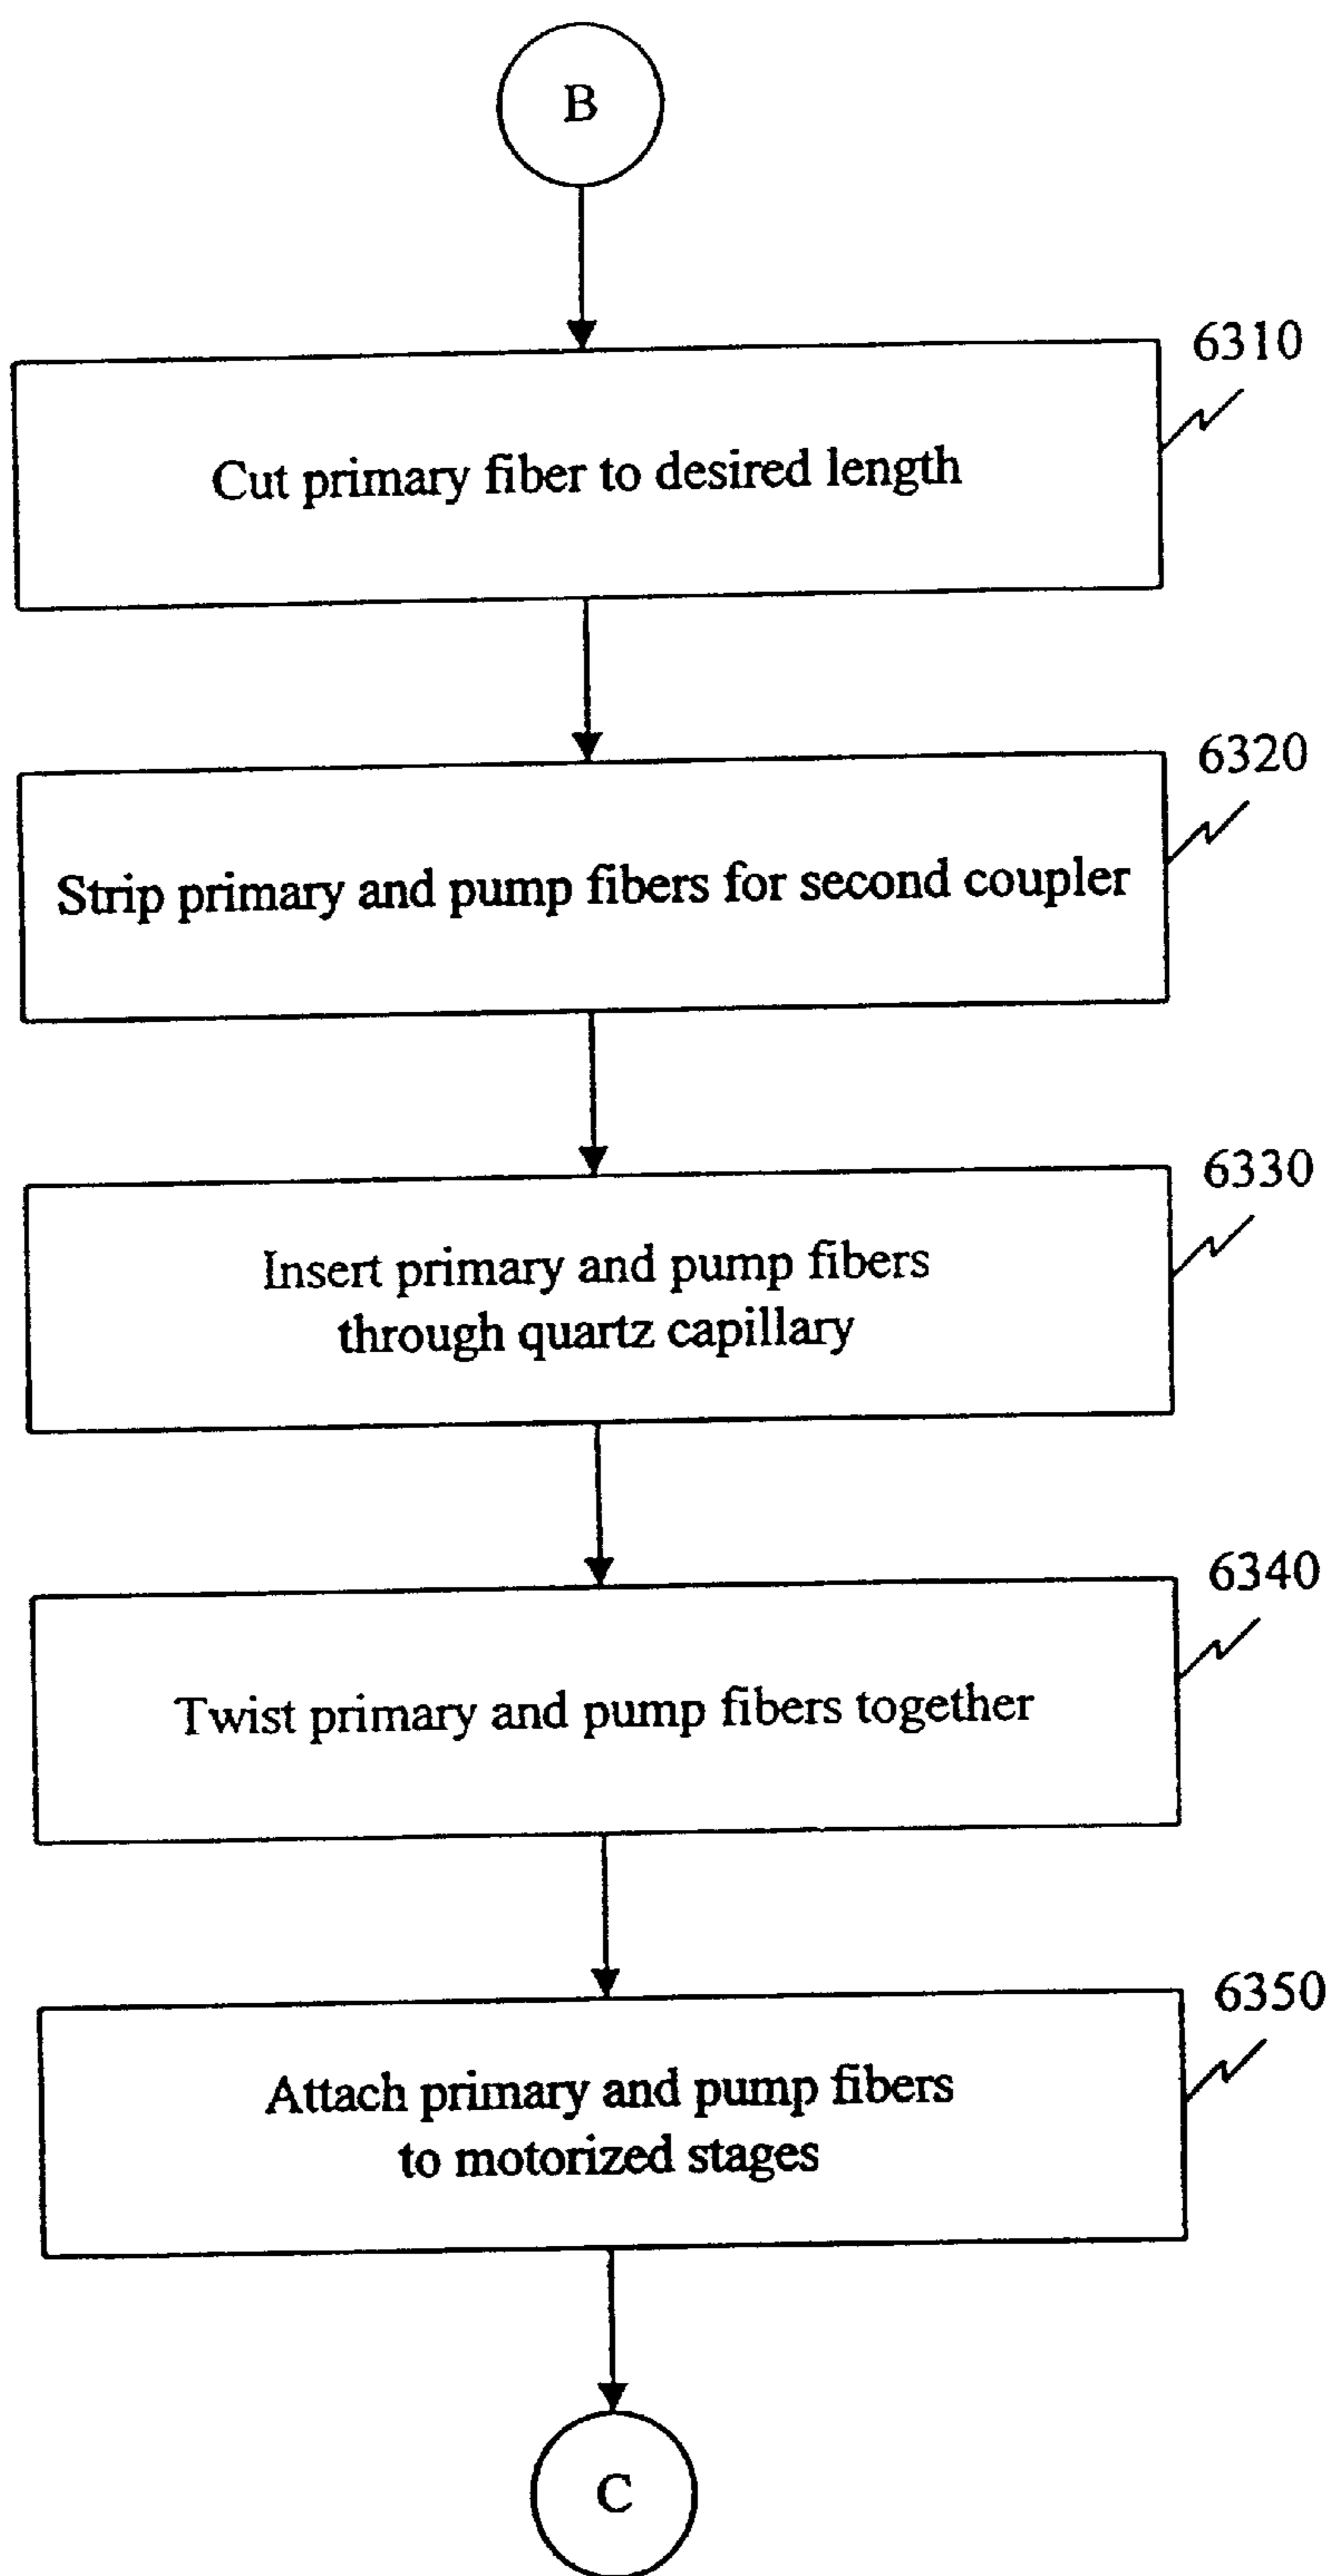 B
6310
Cut primary fiber to desired length
6320
Strip primary and pump fibers for second coupler
6330
Insert primary and pump fibers
through quartz capillary
6340
Twist primary and pump fibers together
6350
Attach primary and pump fibers
to motorized stages
C